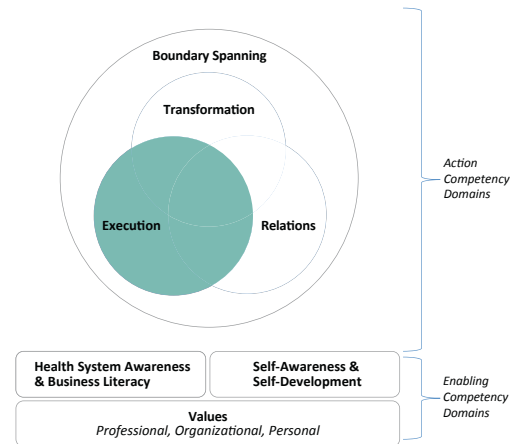 Boundary Spanning
Transformation
Action
Competency
Domains
Execution
Relations
Health System Awareness
& Business Literacy
Self-Awareness &
Self-Development
Enabling
Competency
Domains
Values
Professional, Organizational, Personal